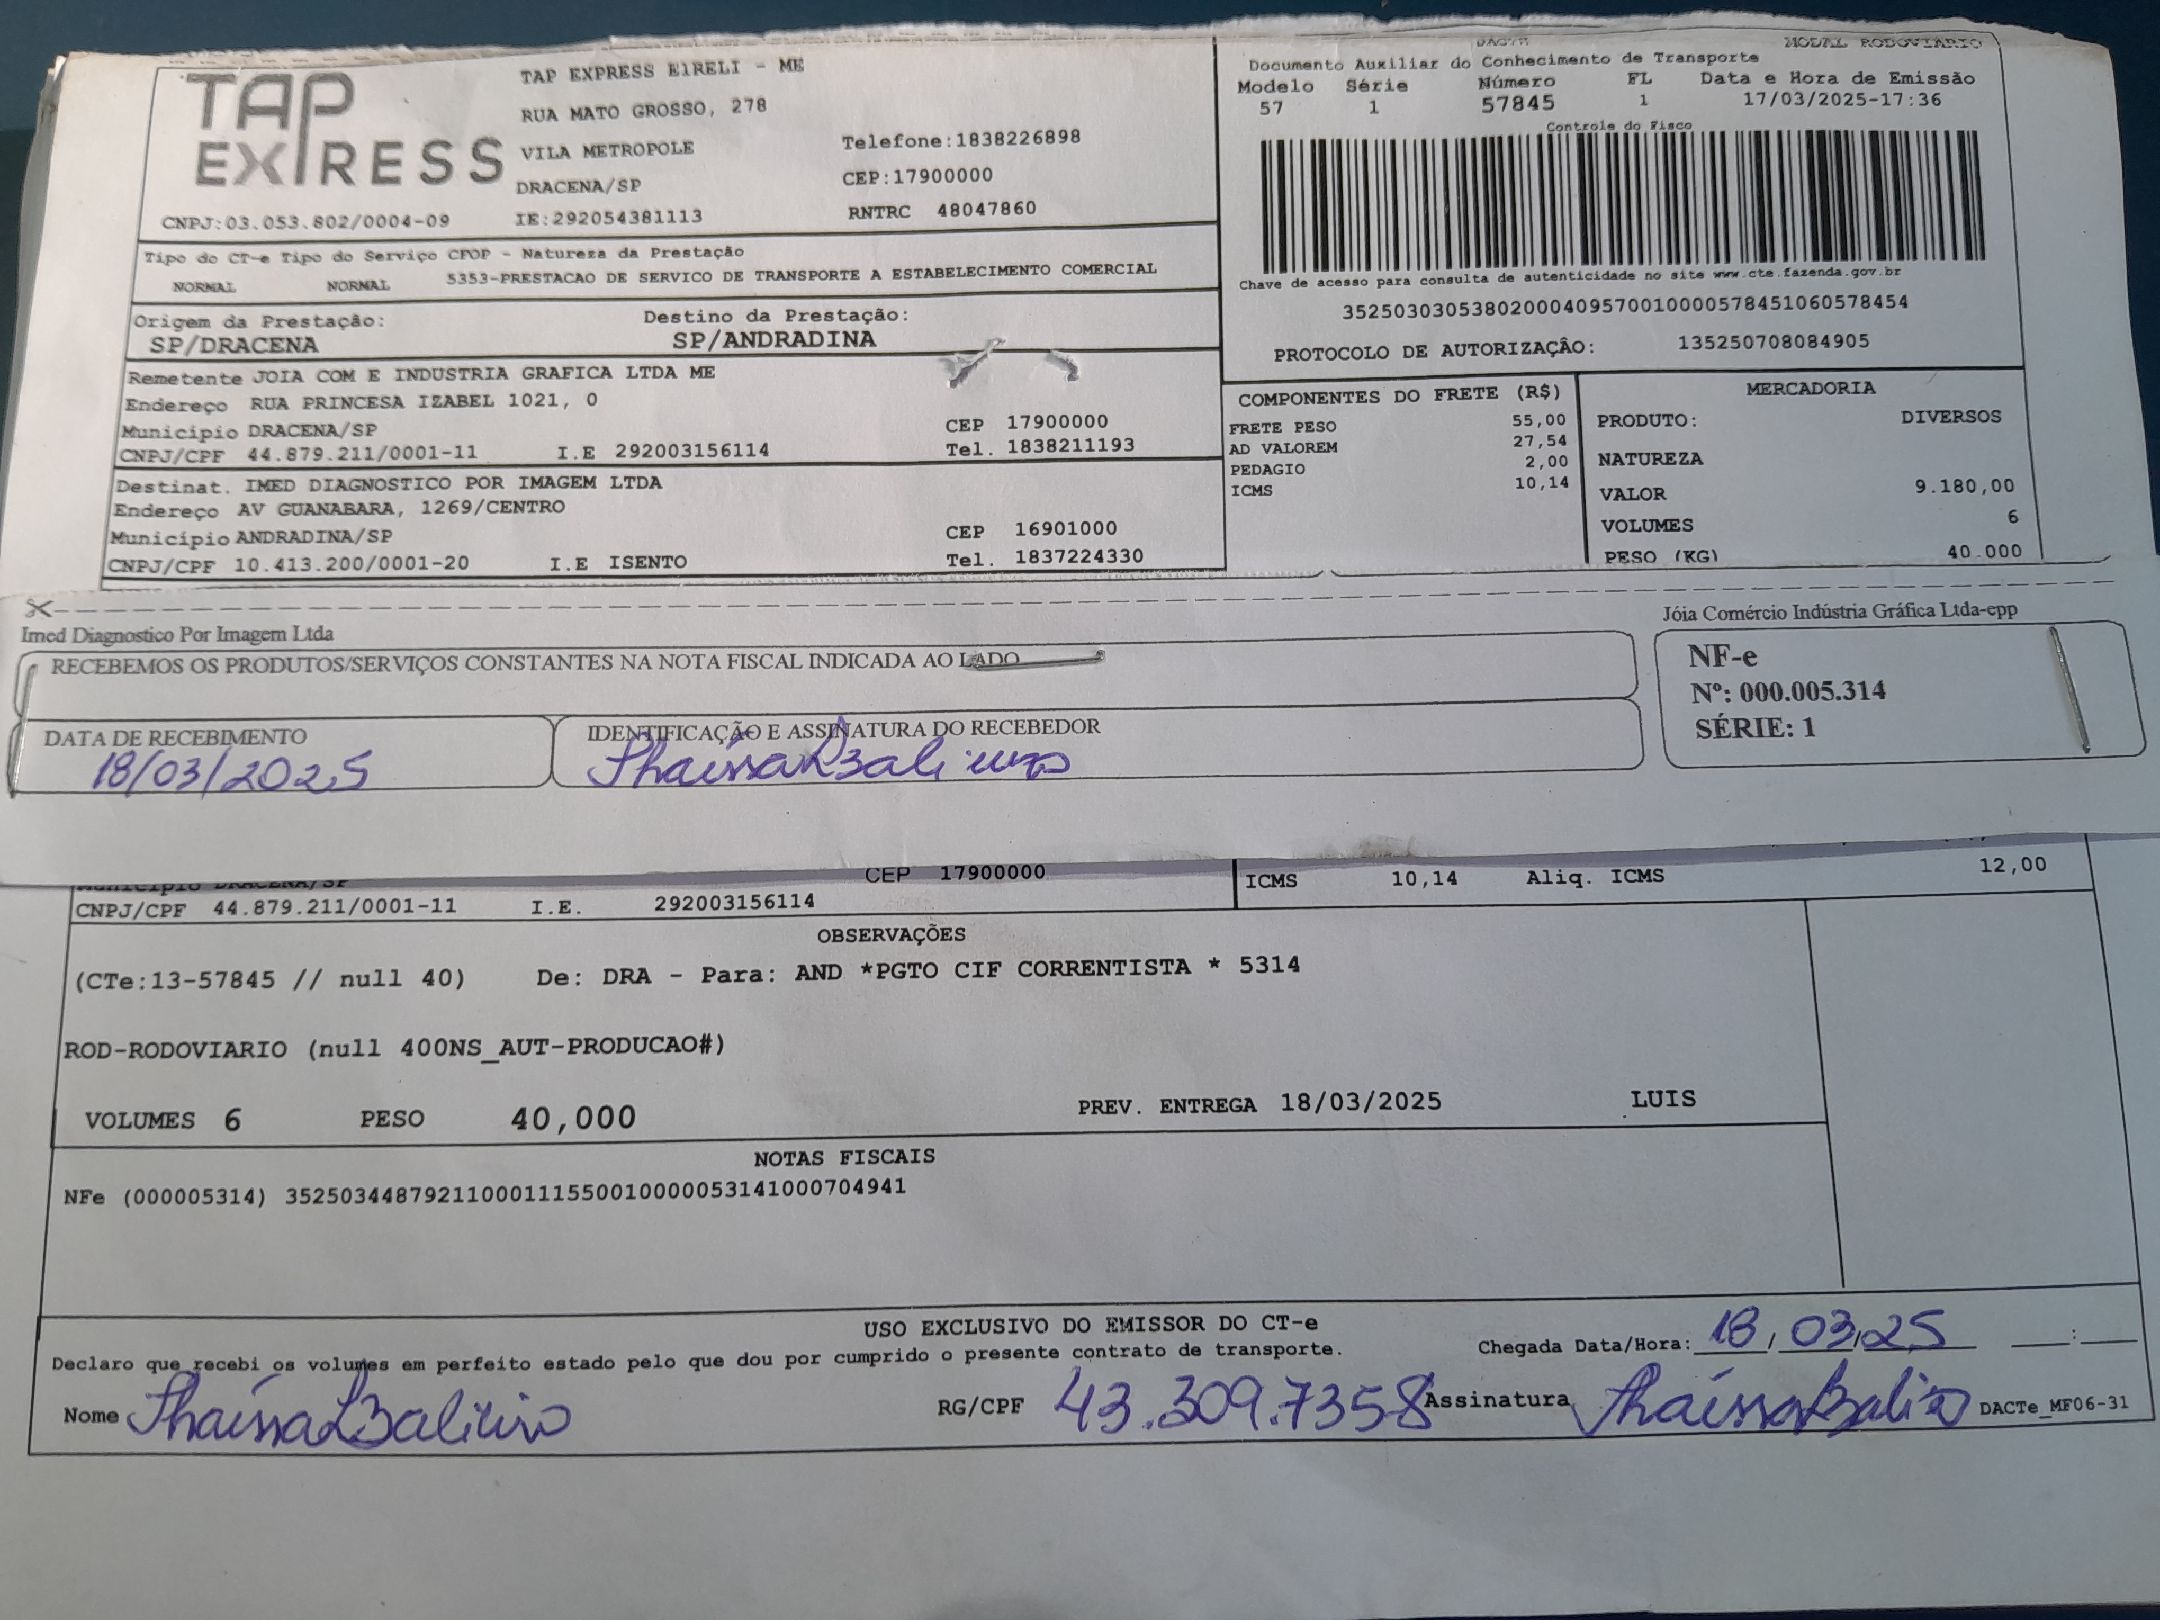 TAP EXPRESS
TAP EXPRESS E1RELI - ME
RUA MATO GROSSO, 278
VILA METROPOLE
DRACENA/SP
Telefone:1838226898
CEP:17900000
CNPJ:03.053.802/0004-09 IE:292054381113 RNTRC 48047860
DACTE MODAL RODOVIARIO
Documento Auxiliar do Conhecimento de Transporte
Modelo Série Número FL Data e Hora de Emissão
57 1 57845 1 17/03/2025-17:36
Controle do Fisco
Chave de acesso para consulta de autenticidade no site www.cte.fazenda.gov.br
35250303053802000409570010000578451060578454
PROTOCOLO DE AUTORIZAÇÂO: 135250708084905
Tipo do CT-e Tipo do Serviço CFOP - Natureza da Prestação
NORMAL NORMAL 5353-PRESTACAO DE SERVICO DE TRANSPORTE A ESTABELECIMENTO COMERCIAL
Origem da Prestaçâo: Destino da Prestaçâo:
SP/DRACENA SP/ANDRADINA
Remetente JOIA COM E INDUSTRIA GRAFICA LTDA ME
Endereço RUA PRINCESA IZABEL 1021, 0
Município DRACENA/SP CEP 17900000
CNPJ/CPF 44.879.211/0001-11 I.E 292003156114 Tel. 1838211193
Destinat. IMED DIAGNOSTICO POR IMAGEM LTDA
Endereço AV GUANABARA, 1269/CENTRO
Município ANDRADINA/SP CEP 16901000
CNPJ/CPF 10.413.200/0001-20 I.E ISENTO Tel. 1837224330
COMPONENTES DO FRETE (R$)
FRETE PESO 55,00
AD VALOREM 27,54
PEDAGIO 2,00
ICMS 10,14
MERCADORIA
PRODUTO: DIVERSOS
NATUREZA
VALOR 9.180,00
VOLUMES 6
PESO (KG) 40.000
Imed Diagnostico Por Imagem Ltda
Jóia Comércio Indústria Gráfica Ltda-epp
RECEBEMOS OS PRODUTOS/SERVIÇOS CONSTANTES NA NOTA FISCAL INDICADA AO LADO
NF-e
Nº: 000.005.314
SÉRIE: 1
DATA DE RECEBIMENTO
18/03/2025
IDENTIFICAÇÃO E ASSINATURA DO RECEBEDOR
Município DRACENA/SP CEP 17900000
CNPJ/CPF 44.879.211/0001-11 I.E. 292003156114
ICMS 10,14 Aliq. ICMS 12,00
OBSERVAÇÕES
(CTe:13-57845 // null 40) De: DRA - Para: AND *PGTO CIF CORRENTISTA * 5314
ROD-RODOVIARIO (null 400NS_AUT-PRODUCAO#)
VOLUMES 6 PESO 40,000 PREV. ENTREGA 18/03/2025 LUIS
NOTAS FISCAIS
NFe (000005314) 35250344879211000111550010000053141000704941
USO EXCLUSIVO DO EMISSOR DO CT-e
Declaro que recebi os volumes em perfeito estado pelo que dou por cumprido o presente contrato de transporte.
Chegada Data/Hora: 18/03/25 __:__
Nome RG/CPF 43.309.7358 Assinatura DACTe_MF06-31